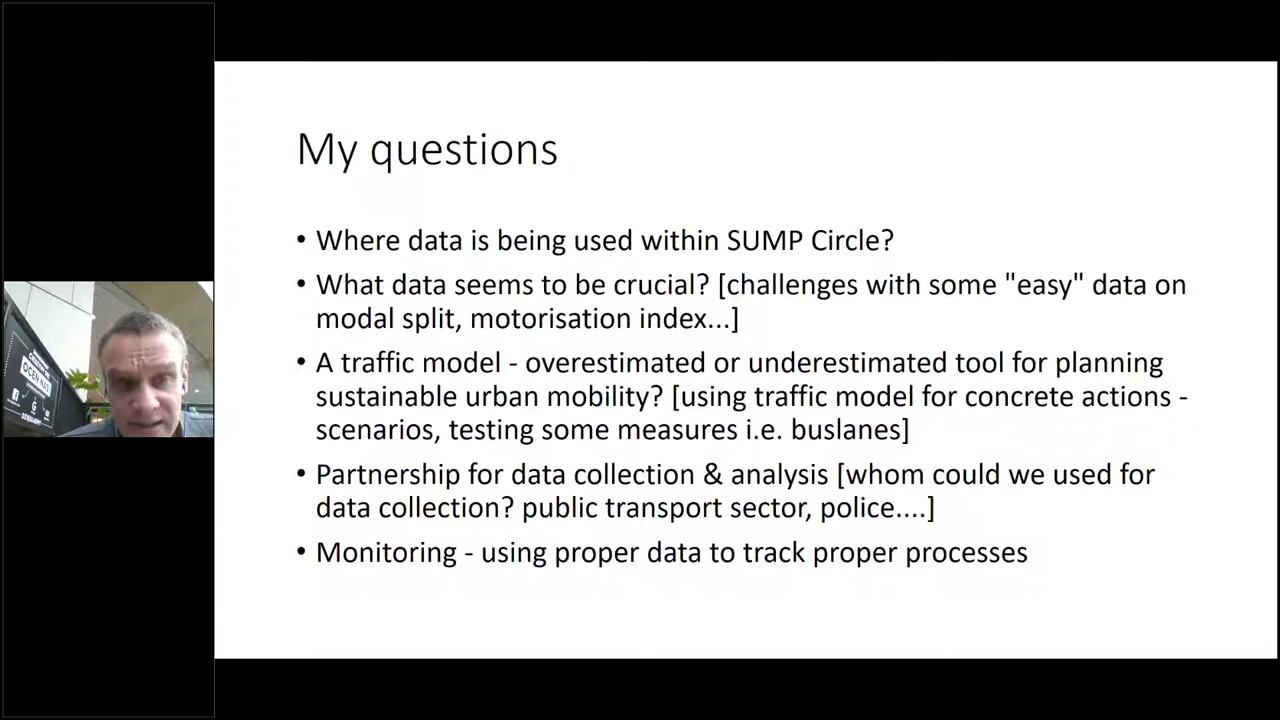 My questions
• Where data is being used within SUMP Circle?
• What data seems to be crucial? [challenges with some "easy" data on
modal split, motorisation index...]
• A traffic model - overestimated or underestimated tool for planning
sustainable urban mobility? [using traffic model for concrete actions -
scenarios, testing some measures i.e. buslanes]
• Partnership for data collection & analysis [whom could we used for
data collection? public transport sector, police....]
• Monitoring - using proper data to track proper processes
OCEŃ NAS